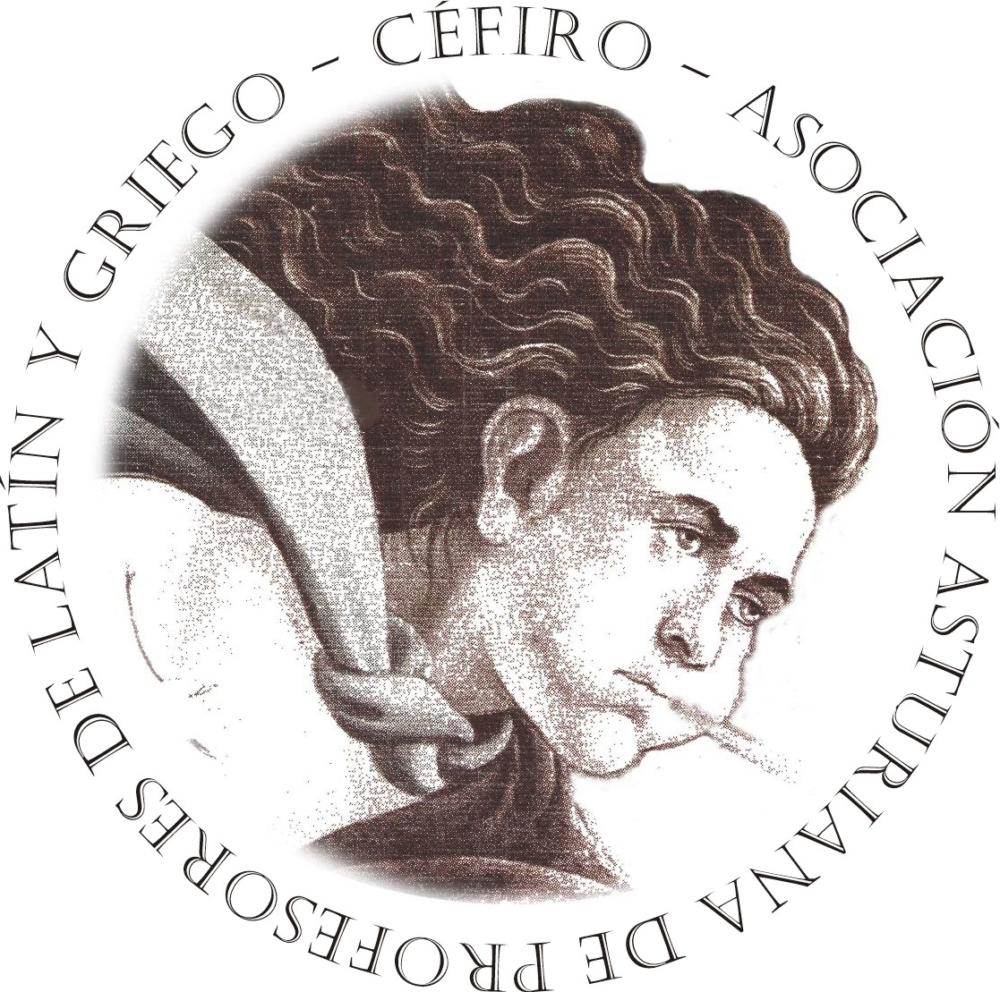 CÉFIRO – ASOCIACIÓN ASTURIANA DE PROFESORES DE LATÍN Y GRIEGO –